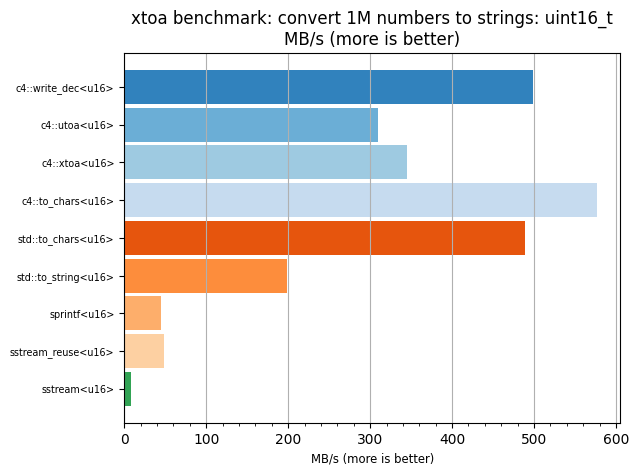 xtoa benchmark: convert 1M numbers to strings: uint16_t
MB/s (more is better)
c4::write_dec<u16>
c4::utoa<u16>
c4::xtoa<u16>
c4::to_chars<u16>
std::to_chars<u16>
std::to_string<u16>
sprintf<u16>
sstream_reuse<u16>
sstream<u16>
0 100 200 300 400 500 600
MB/s (more is better)